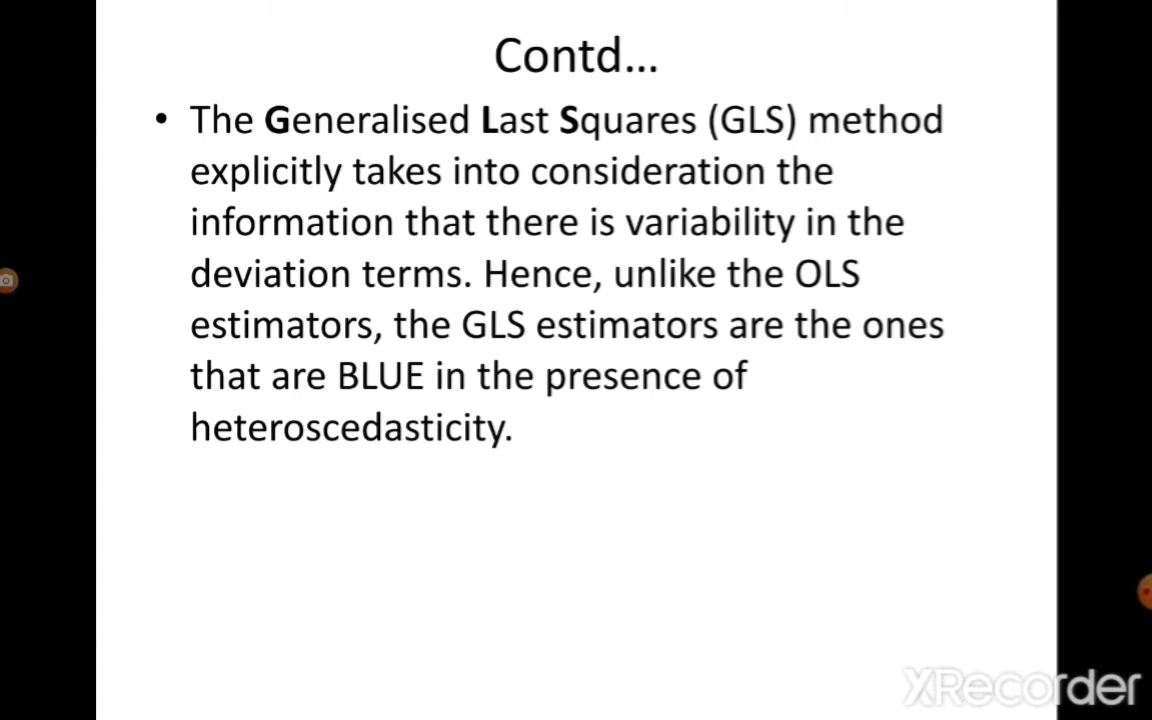 Contd...
• The Generalised Last Squares (GLS) method
explicitly takes into consideration the
information that there is variability in the
deviation terms. Hence, unlike the OLS
estimators, the GLS estimators are the ones
that are BLUE in the presence of
heteroscedasticity.
XRecorder